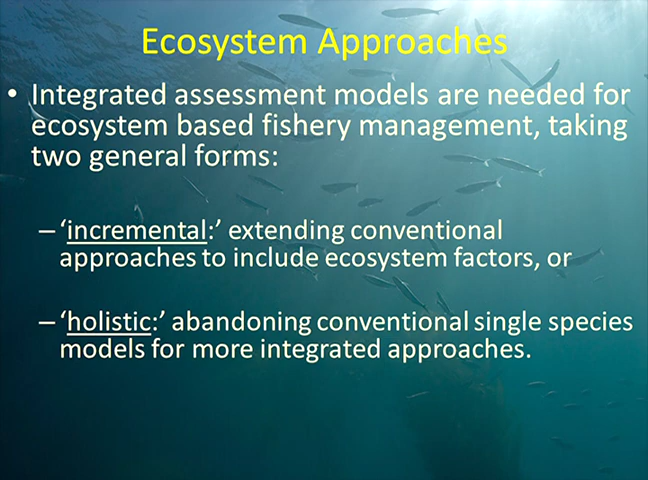 Ecosystem Approaches
• Integrated assessment models are needed for
ecosystem based fishery management, taking
two general forms:
– ‘incremental:’ extending conventional
approaches to include ecosystem factors, or
– ‘holistic:’ abandoning conventional single species
models for more integrated approaches.